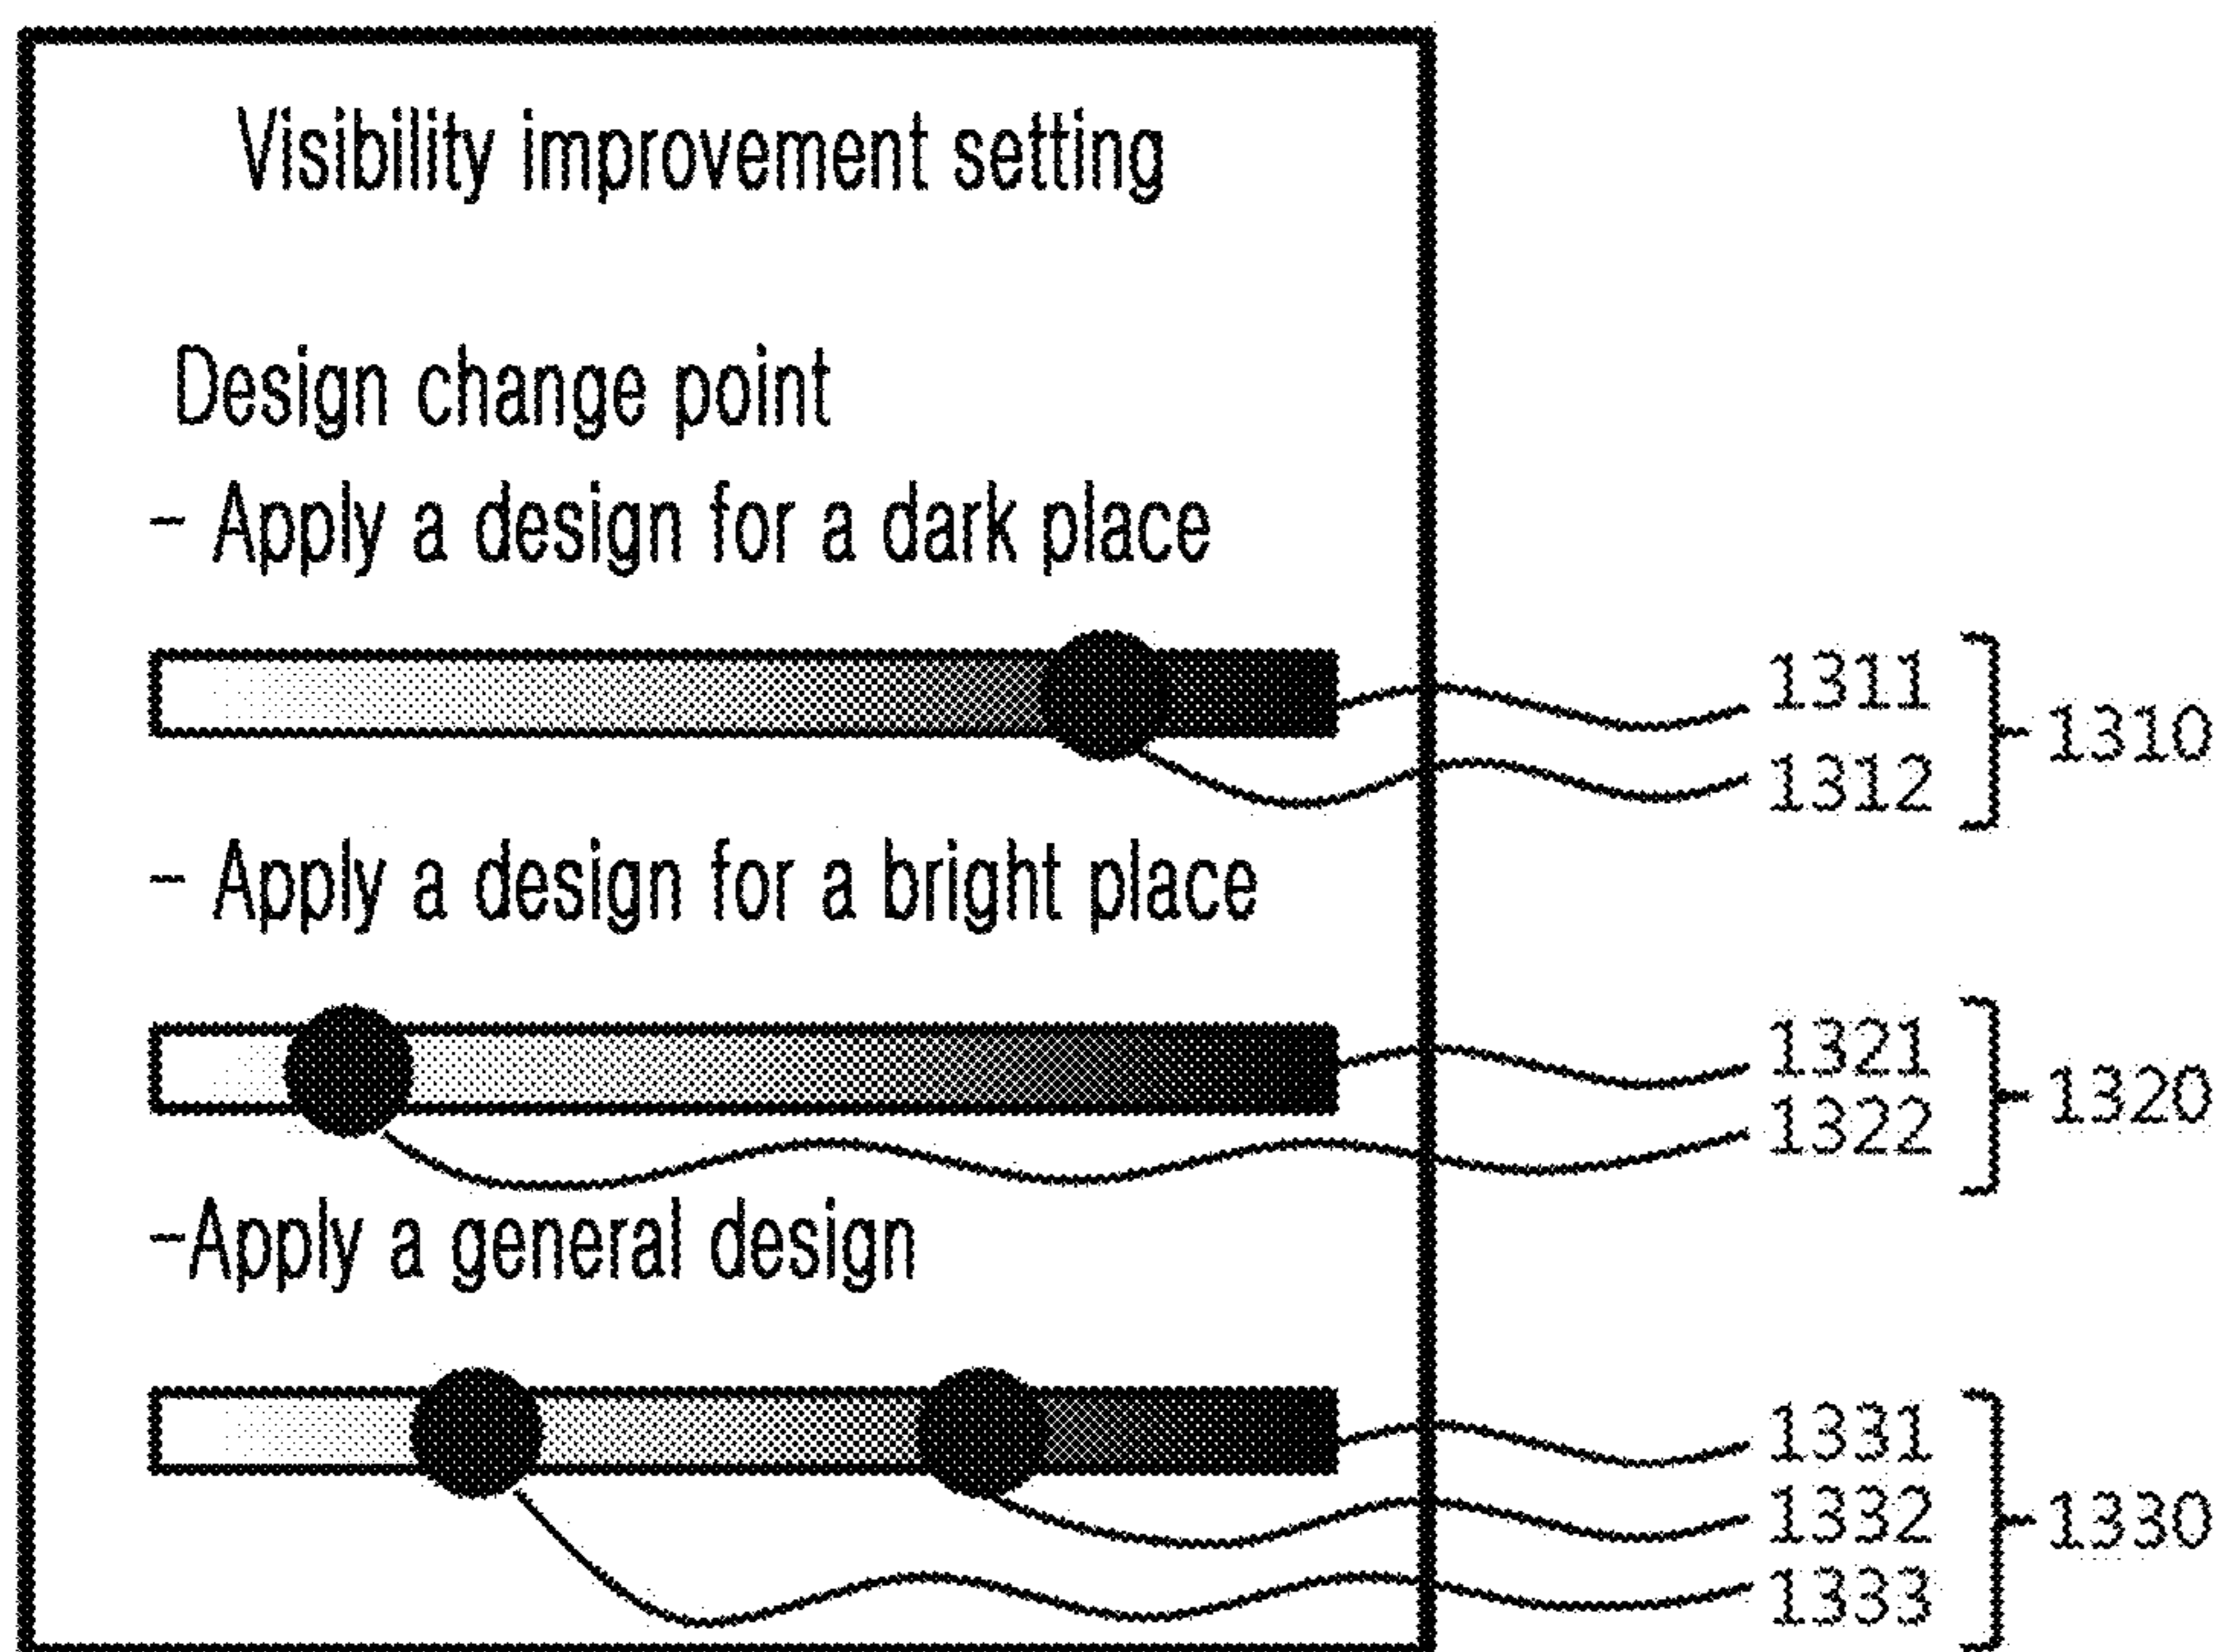 Visibility improvement setting
Design change point
- Apply a design for a dark place
1311
1310
1312
- Apply a design for a bright place
1321
1320
1322
-Apply a general design
1331
1332
1330
1333